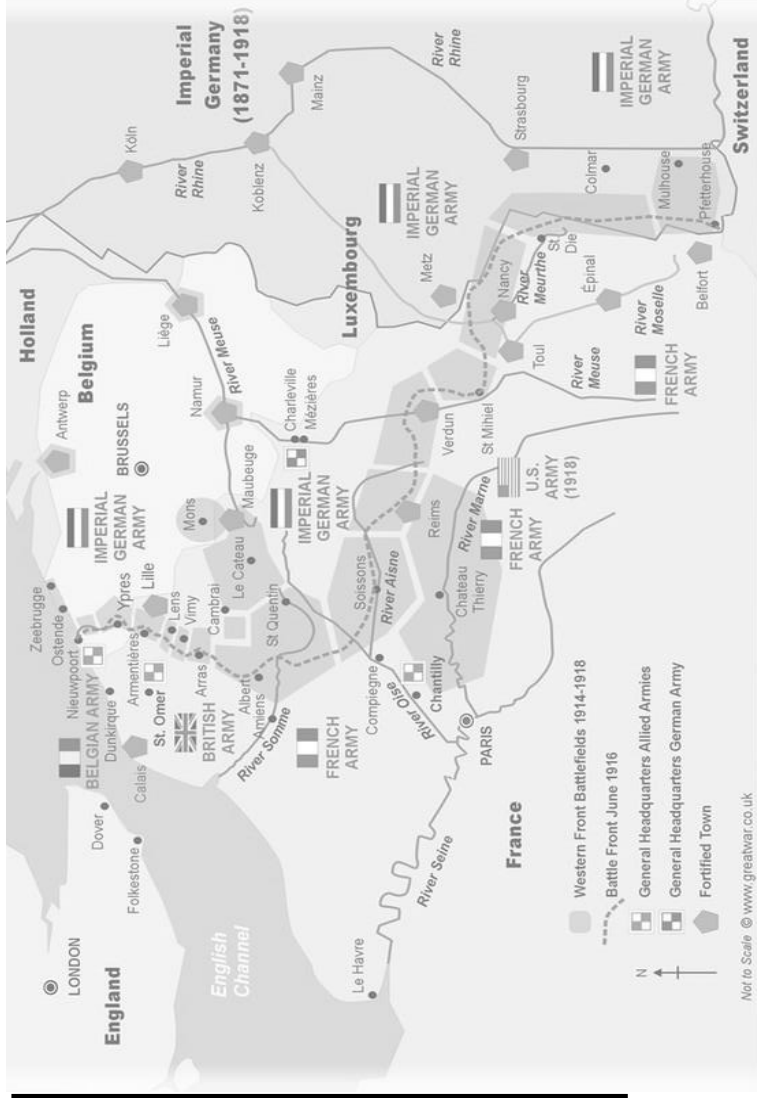 Holland
Imperial
Germany
(1871-1918)
England
LONDON
Dover
Folkestone
English
Channel
Calais
Dunkirque
Nieuwpoort
Ostende
Zeebrugge
BELGIAN ARMY
Antwerp
Belgium
BRUSSELS
IMPERIAL
GERMAN
ARMY
Köln
River
Rhine
Liège
River Meuse
Namur
Koblenz
Mainz
River
Rhine
St. Omer
Ypres
Armentières
Lille
Lens
Vimy
Arras
BRITISH
ARMY
Mons
Maubeuge
Cambrai
Le Cateau
Albert
Amiens
St Quentin
River Somme
Charleville
Mézières
IMPERIAL
GERMAN
ARMY
Luxembourg
IMPERIAL
GERMAN
ARMY
FRENCH
ARMY
Compiegne
Soissons
River Aisne
Reims
Verdun
St Mihiel
Metz
Le Havre
River Seine
River Oise
Chantilly
PARIS
Chateau
Thierry
River Marne
FRENCH
ARMY
U.S.
ARMY
(1918)
Toul
Nancy
River
Meurthe
St.
Die
Strasbourg
IMPERIAL
GERMAN
ARMY
Colmar
Épinal
River
Meuse
River
Moselle
FRENCH
ARMY
Mulhouse
Pfetterhouse
Belfort
Switzerland
France
Western Front Battlefields 1914-1918
Battle Front June 1916
General Headquarters Allied Armies
General Headquarters German Army
Fortified Town
N
Not to Scale © www.greatwar.co.uk